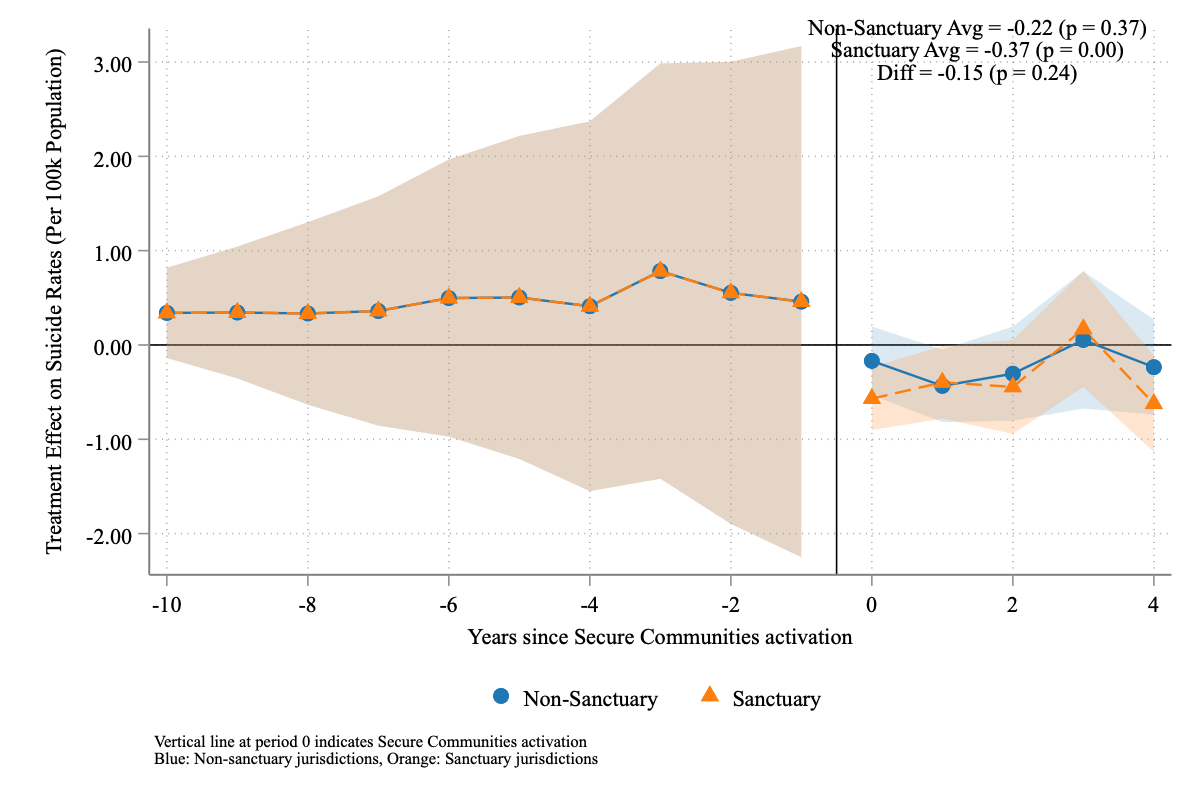 Non-Sanctuary Avg = -0.22 (p = 0.37)
Sanctuary Avg = -0.37 (p = 0.00)
Diff = -0.15 (p = 0.24)
Treatment Effect on Suicide Rates (Per 100k Population)
3.00
2.00
1.00
0.00
-1.00
-2.00
-10 -8 -6 -4 -2 0 2 4
Years since Secure Communities activation
Non-Sanctuary Sanctuary
Vertical line at period 0 indicates Secure Communities activation
Blue: Non-sanctuary jurisdictions, Orange: Sanctuary jurisdictions